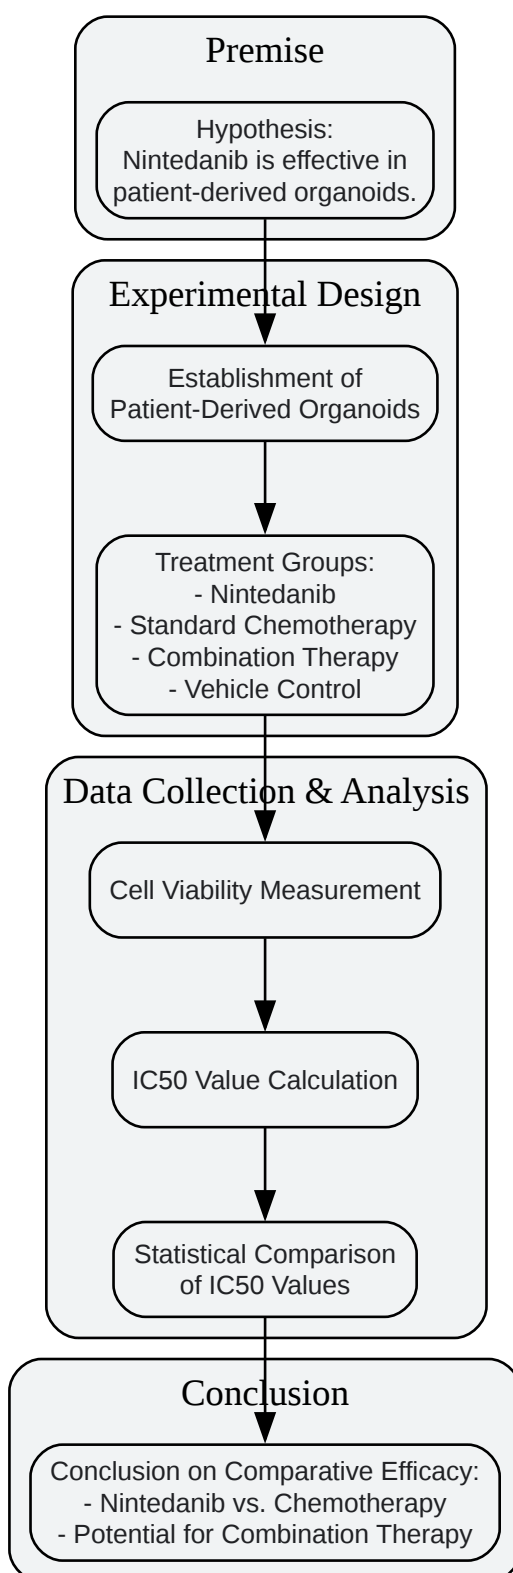 Premise
Hypothesis:
Nintedanib is effective in
patient-derived organoids.
Experimental Design
Establishment of
Patient-Derived Organoids
Treatment Groups:
- Nintedanib
- Standard Chemotherapy
- Combination Therapy
- Vehicle Control
Data Collection & Analysis
Cell Viability Measurement
IC50 Value Calculation
Statistical Comparison
of IC50 Values
Conclusion
Conclusion on Comparative Efficacy:
- Nintedanib vs. Chemotherapy
- Potential for Combination Therapy